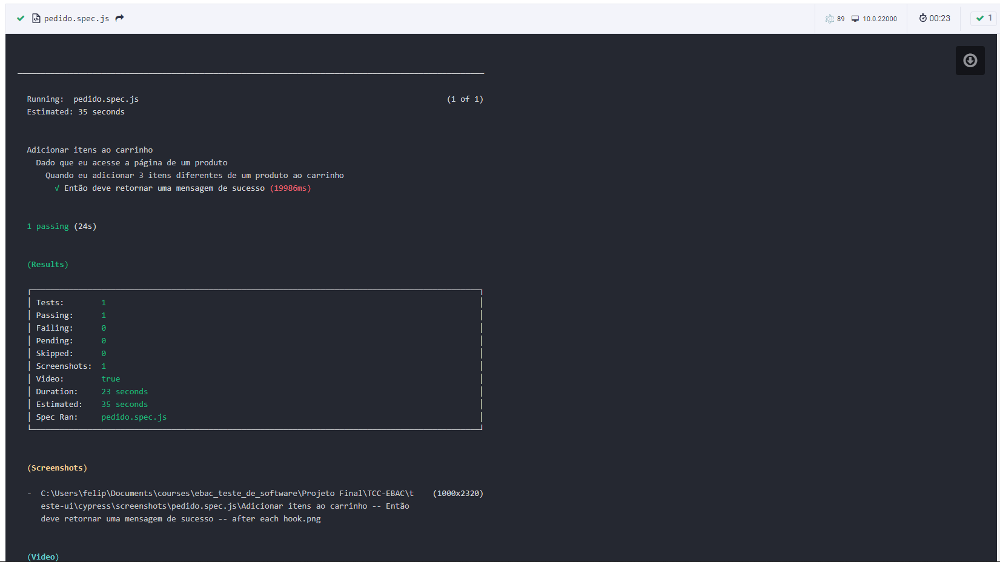 pedido.spec.js
89
10.0.22000
00:23
1
Running:  pedido.spec.js (1 of 1)
Estimated: 35 seconds
Adicionar itens ao carrinho
Dado que eu acesse a página de um produto
Quando eu adicionar 3 itens diferentes de um produto ao carrinho
√ Então deve retornar uma mensagem de sucesso (19986ms)
1 passing (24s)
(Results)
Tests: 1
Passing: 1
Failing: 0
Pending: 0
Skipped: 0
Screenshots: 1
Video: true
Duration: 23 seconds
Estimated: 35 seconds
Spec Ran: pedido.spec.js
(Screenshots)
- C:\Users\felip\Documents\courses\ebac_teste_de_software\Projeto Final\TCC-EBAC\t (1000x2320)
este-ui\cypress\screenshots\pedido.spec.js\Adicionar itens ao carrinho -- Então
deve retornar uma mensagem de sucesso -- after each hook.png
(Video)